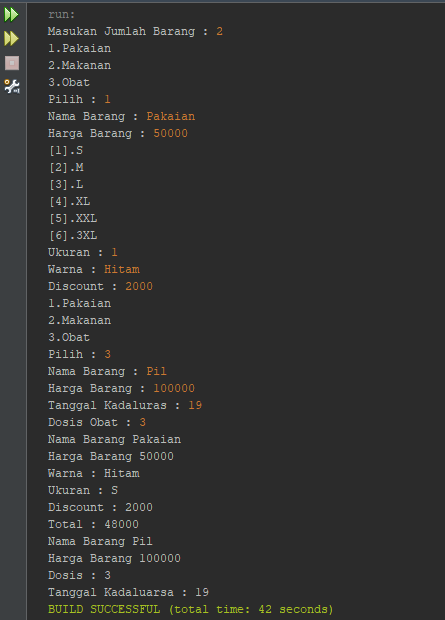 run:
Masukan Jumlah Barang : 2
1.Pakaian
2.Makanan
3.Obat
Pilih : 1
Nama Barang : Pakaian
Harga Barang : 50000
[1].S
[2].M
[3].L
[4].XL
[5].XXL
[6].3XL
Ukuran : 1
Warna : Hitam
Discount : 2000
1.Pakaian
2.Makanan
3.Obat
Pilih : 3
Nama Barang : Pil
Harga Barang : 100000
Tanggal Kadaluras : 19
Dosis Obat : 3
Nama Barang Pakaian
Harga Barang 50000
Warna : Hitam
Ukuran : S
Discount : 2000
Total : 48000
Nama Barang Pil
Harga Barang 100000
Dosis : 3
Tanggal Kadaluarsa : 19
BUILD SUCCESSFUL (total time: 42 seconds)